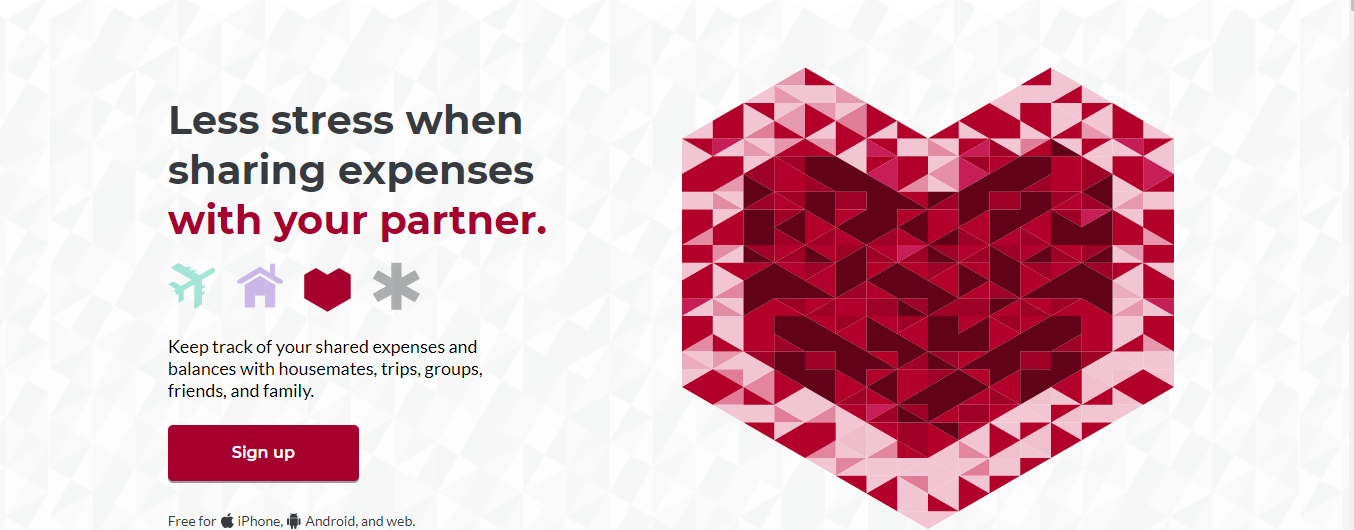 Less stress when
sharing expenses
with your partner.
Keep track of your shared expenses and
balances with housemates, trips, groups,
friends, and family.
Sign up
Free for iPhone, Android, and web.